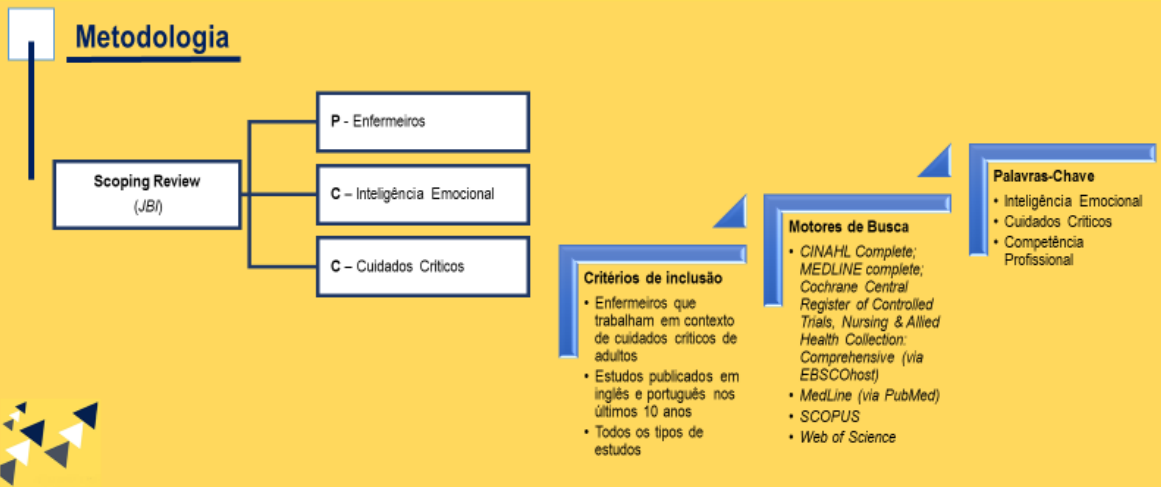 Metodologia
Scoping Review
(JBI)
P - Enfermeiros
C – Inteligência Emocional
C – Cuidados Críticos
Critérios de inclusão
• Enfermeiros que
trabalham em contexto
de cuidados críticos de
adultos
• Estudos publicados em
inglês e português nos
últimos 10 anos
• Todos os tipos de
estudos
Motores de Busca
• CINAHL Complete;
MEDLINE complete;
Cochrane Central
Register of Controlled
Trials, Nursing & Allied
Health Collection:
Comprehensive (via
EBSCOhost)
• MedLine (via PubMed)
• SCOPUS
• Web of Science
Palavras-Chave
• Inteligência Emocional
• Cuidados Críticos
• Competência
Profissional